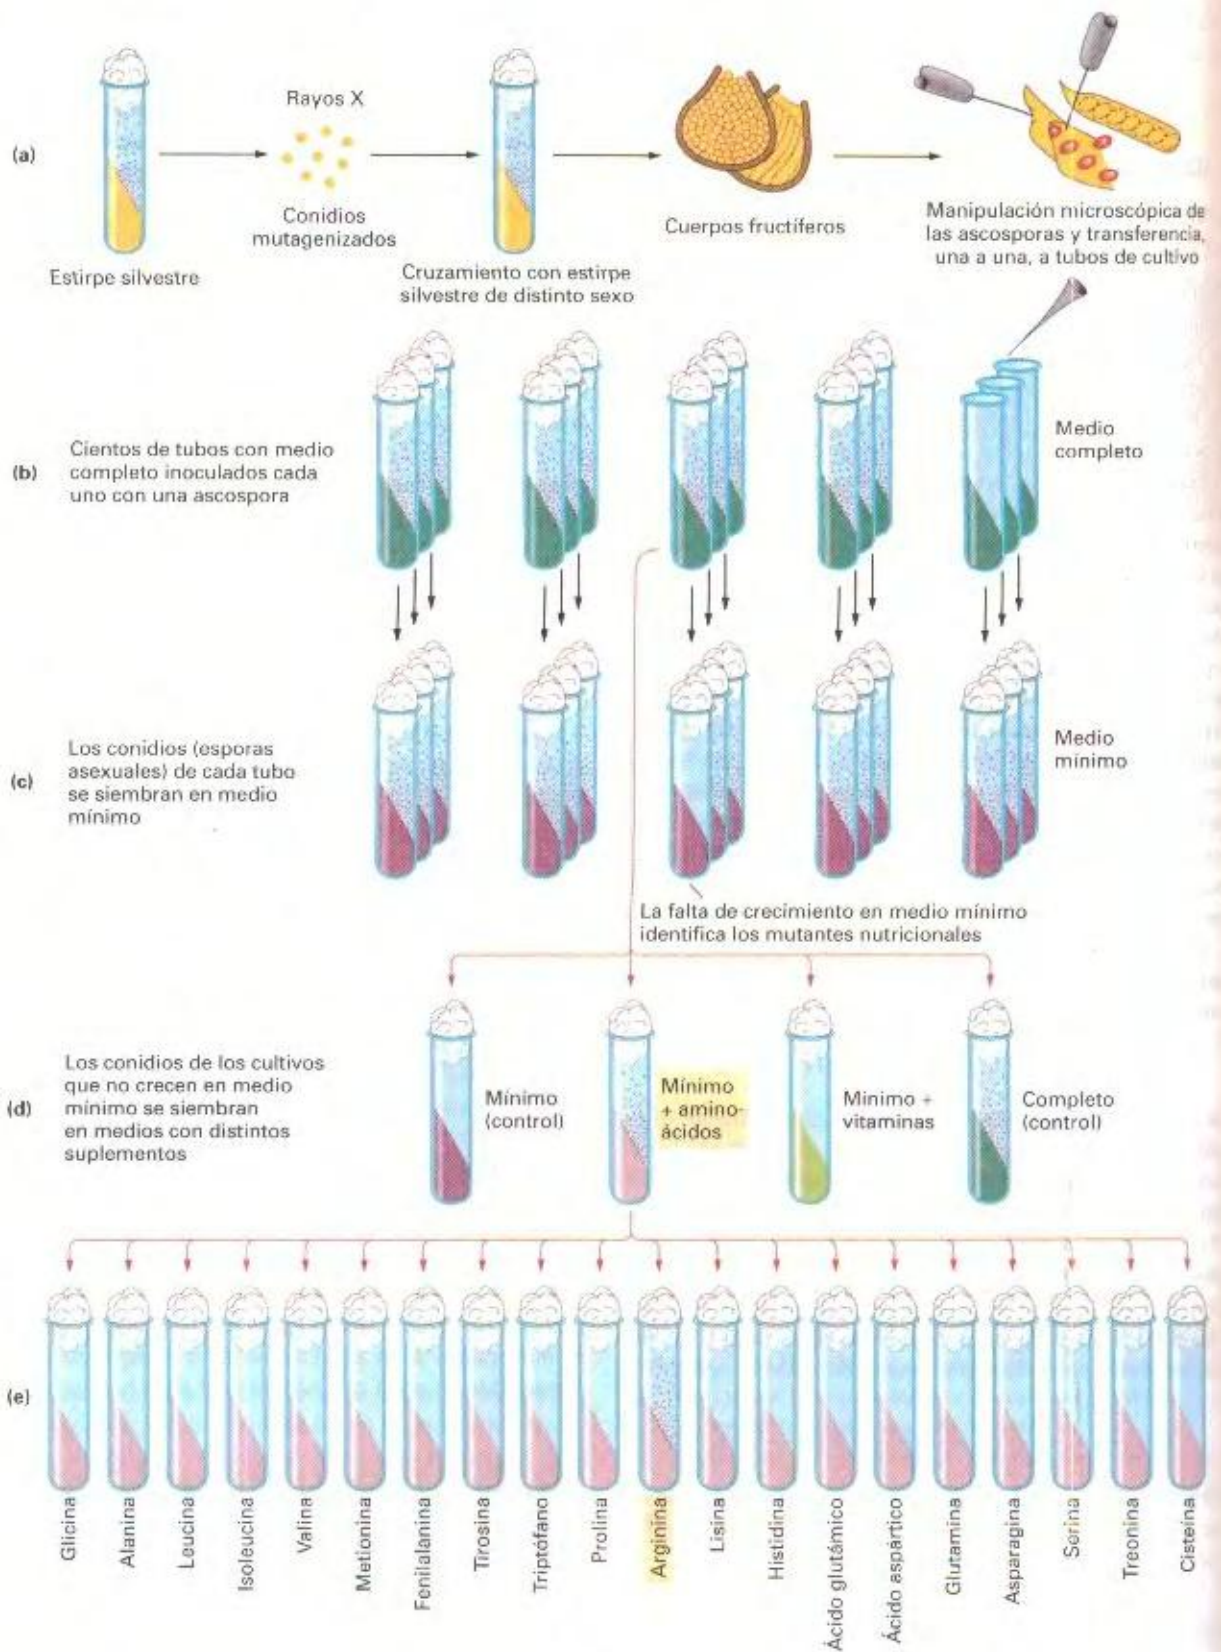 (a)
Estirpe silvestre
Rayos X
Conidios
mutagenizados
Cruzamiento con estirpe
silvestre de distinto sexo
Cuerpos fructíferos
Manipulación microscópica de
las ascosporas y transferencia,
una a una, a tubos de cultivo
(b)
Cientos de tubos con medio
completo inoculados cada
uno con una ascospora
Medio
completo
(c)
Los conidios (esporas
asexuales) de cada tubo
se siembran en medio
mínimo
Medio
mínimo
La falta de crecimiento en medio mínimo
identifica los mutantes nutricionales
(d)
Los conidios de los cultivos
que no crecen en medio
mínimo se siembran
en medios con distintos
suplementos
Mínimo
(control)
Mínimo
+ amino-
ácidos
Mínimo +
vitaminas
Completo
(control)
(e)
Glicina
Alanina
Leucina
Isoleucina
Valina
Metionina
Fenilalanina
Tirosina
Triptófano
Prolina
Arginina
Lisina
Histidina
Ácido glutámico
Ácido aspártico
Glutamina
Asparagina
Serina
Treonina
Cisteína